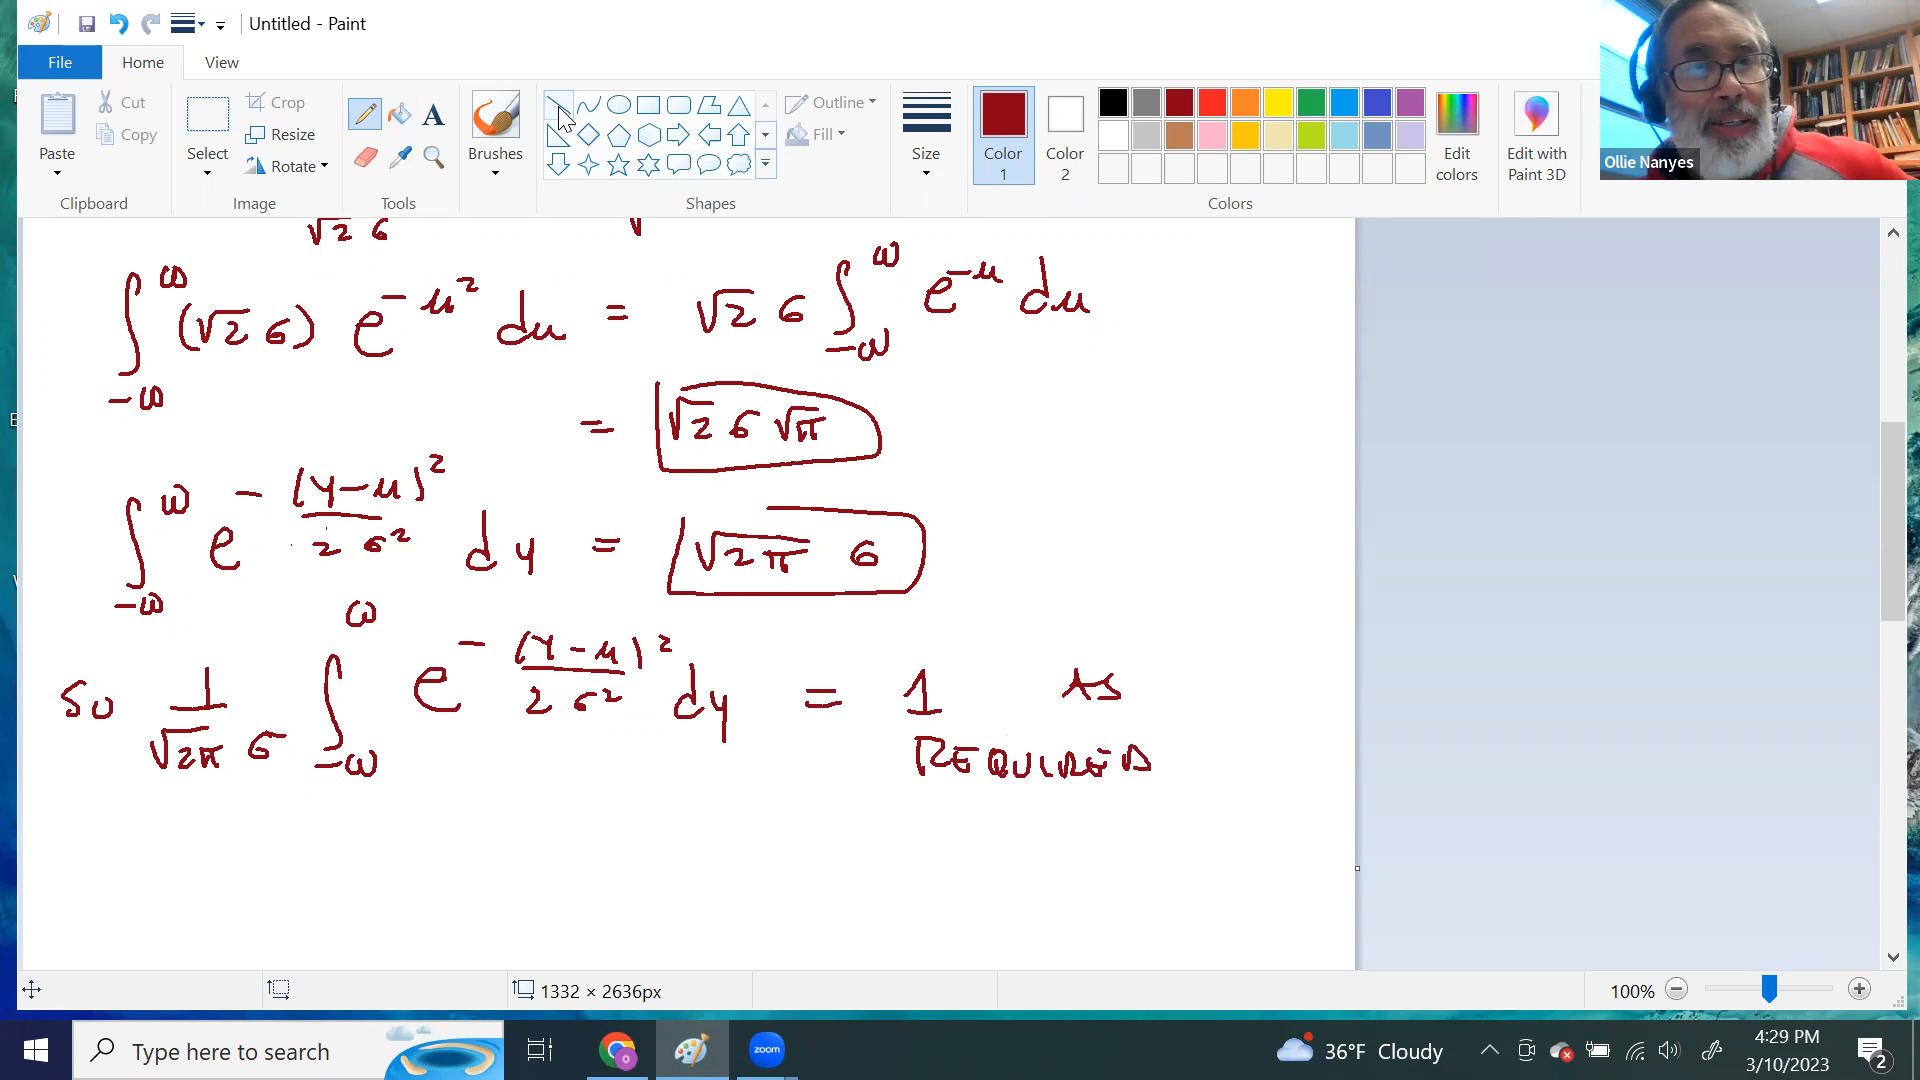 Untitled - Paint
File Home View
Cut
Copy
Paste
Clipboard
Select
Crop
Resize
Rotate
Image
Tools
Brushes
Shapes
Outline
Fill
Size
Color 1
Color 2
Edit colors
Edit with Paint 3D
Colors
Ollie Nanyes
√2 σ √
∫_{-∞}^{∞} (√2 σ) e^{-u²} du = √2 σ ∫_{-∞}^{∞} e^{-u} du
= √2 σ √π
∫_{-∞}^{∞} e^{-(y-μ)²/2σ²} dy = √2π σ
SO 1/(√2π σ) ∫_{-∞}^{∞} e^{-(y-μ)²/2σ²} dy = 1 AS
REQUIRED
1332 × 2636px
100%
Type here to search
zoom
36°F Cloudy
4:29 PM
3/10/2023
2